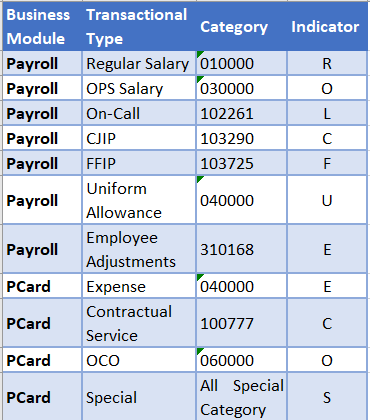 Business Module Transactional Type Category Indicator
Payroll Regular Salary 010000 R
Payroll OPS Salary 030000 O
Payroll On-Call 102261 L
Payroll CJIP 103290 C
Payroll FFIP 103725 F
Payroll Uniform Allowance 040000 U
Payroll Employee Adjustments 310168 E
PCard Expense 040000 E
PCard Contractual Service 100777 C
PCard OCO 060000 O
PCard Special All Special Category S